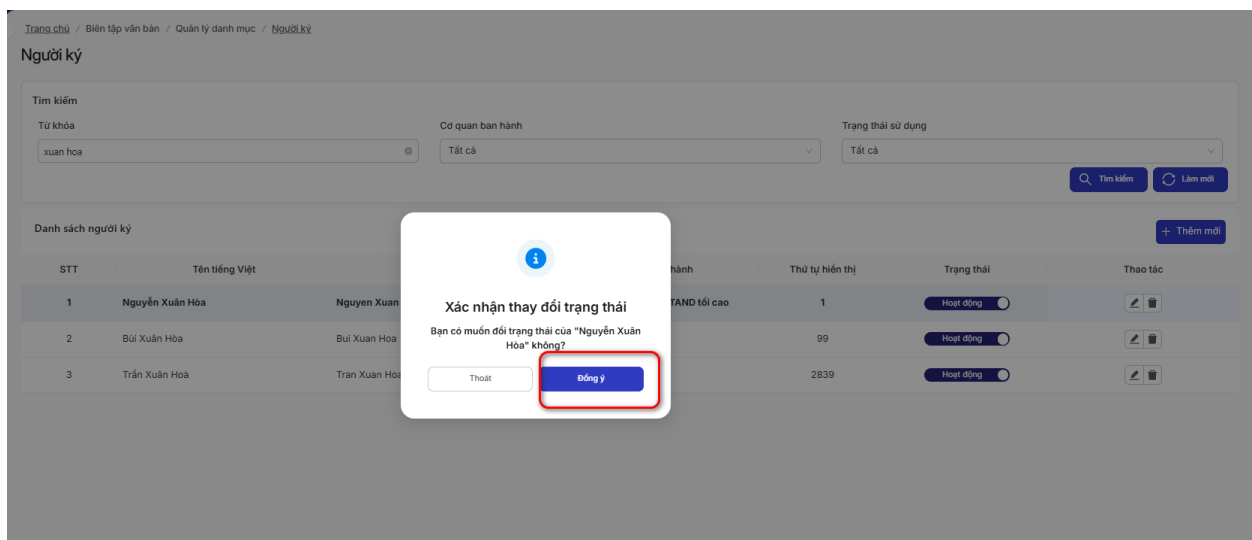 Trang chủ / Biên tập văn bản / Quản lý danh mục / Người ký
Người ký
Tìm kiếm
Từ khóa
Cơ quan ban hành
Trạng thái sử dụng
xuan hoa
Tất cả
Tất cả
Tìm kiếm
Làm mới
Danh sách người ký
+ Thêm mới
STT
Tên tiếng Việt
hành
Thứ tự hiển thị
Trạng thái
Thao tác
1 Nguyễn Xuân Hòa Nguyen Xuan TAND tối cao 1 Hoạt động
2 Bùi Xuân Hòa Bui Xuan Hoa 99 Hoạt động
3 Trần Xuân Hoà Tran Xuan Hoa 2839 Hoạt động
Xác nhận thay đổi trạng thái
Bạn có muốn đổi trạng thái của "Nguyễn Xuân
Hòa" không?
Thoát
Đồng ý